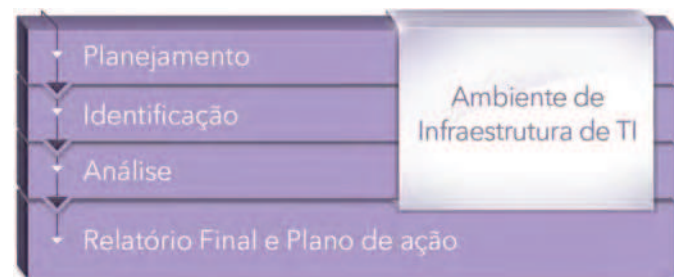 Planejamento
Identificação
Análise
Relatório Final e Plano de ação
Ambiente de
Infraestrutura de TI